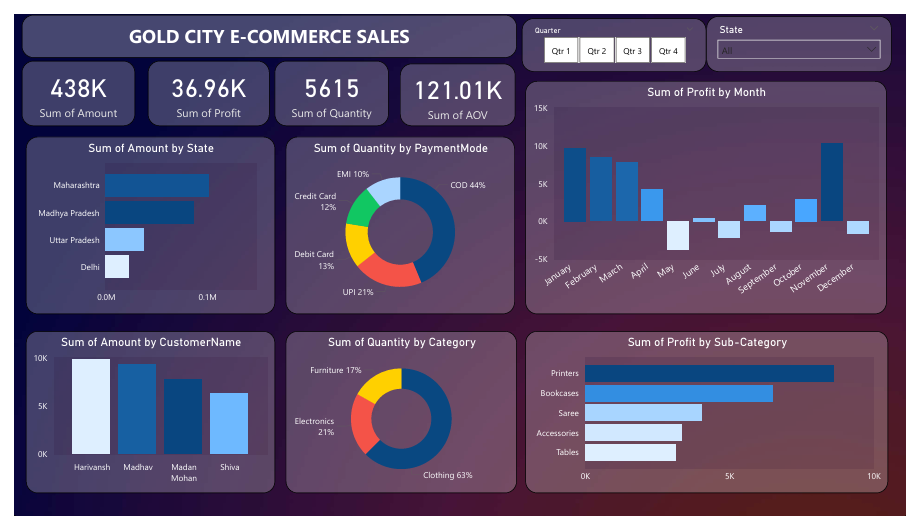 GOLD CITY E-COMMERCE SALES
Quarter
Qtr 1 Qtr 2 Qtr 3 Qtr 4
State
All
438K
Sum of Amount
36.96K
Sum of Profit
5615
Sum of Quantity
121.01K
Sum of AOV
Sum of Amount by State
Maharashtra
Madhya Pradesh
Uttar Pradesh
Delhi
0.0M 0.1M
Sum of Quantity by PaymentMode
EMI 10%
COD 44%
Credit Card
12%
Debit Card
13%
UPI 21%
Sum of Profit by Month
15K
10K
5K
0K
-5K
January February March April May June July August September October November December
Sum of Amount by CustomerName
10K
5K
0K
Harivansh Madhav Madan
Mohan Shiva
Sum of Quantity by Category
Furniture 17%
Electronics
21%
Clothing 63%
Sum of Profit by Sub-Category
Printers
Bookcases
Saree
Accessories
Tables
0K 5K 10K